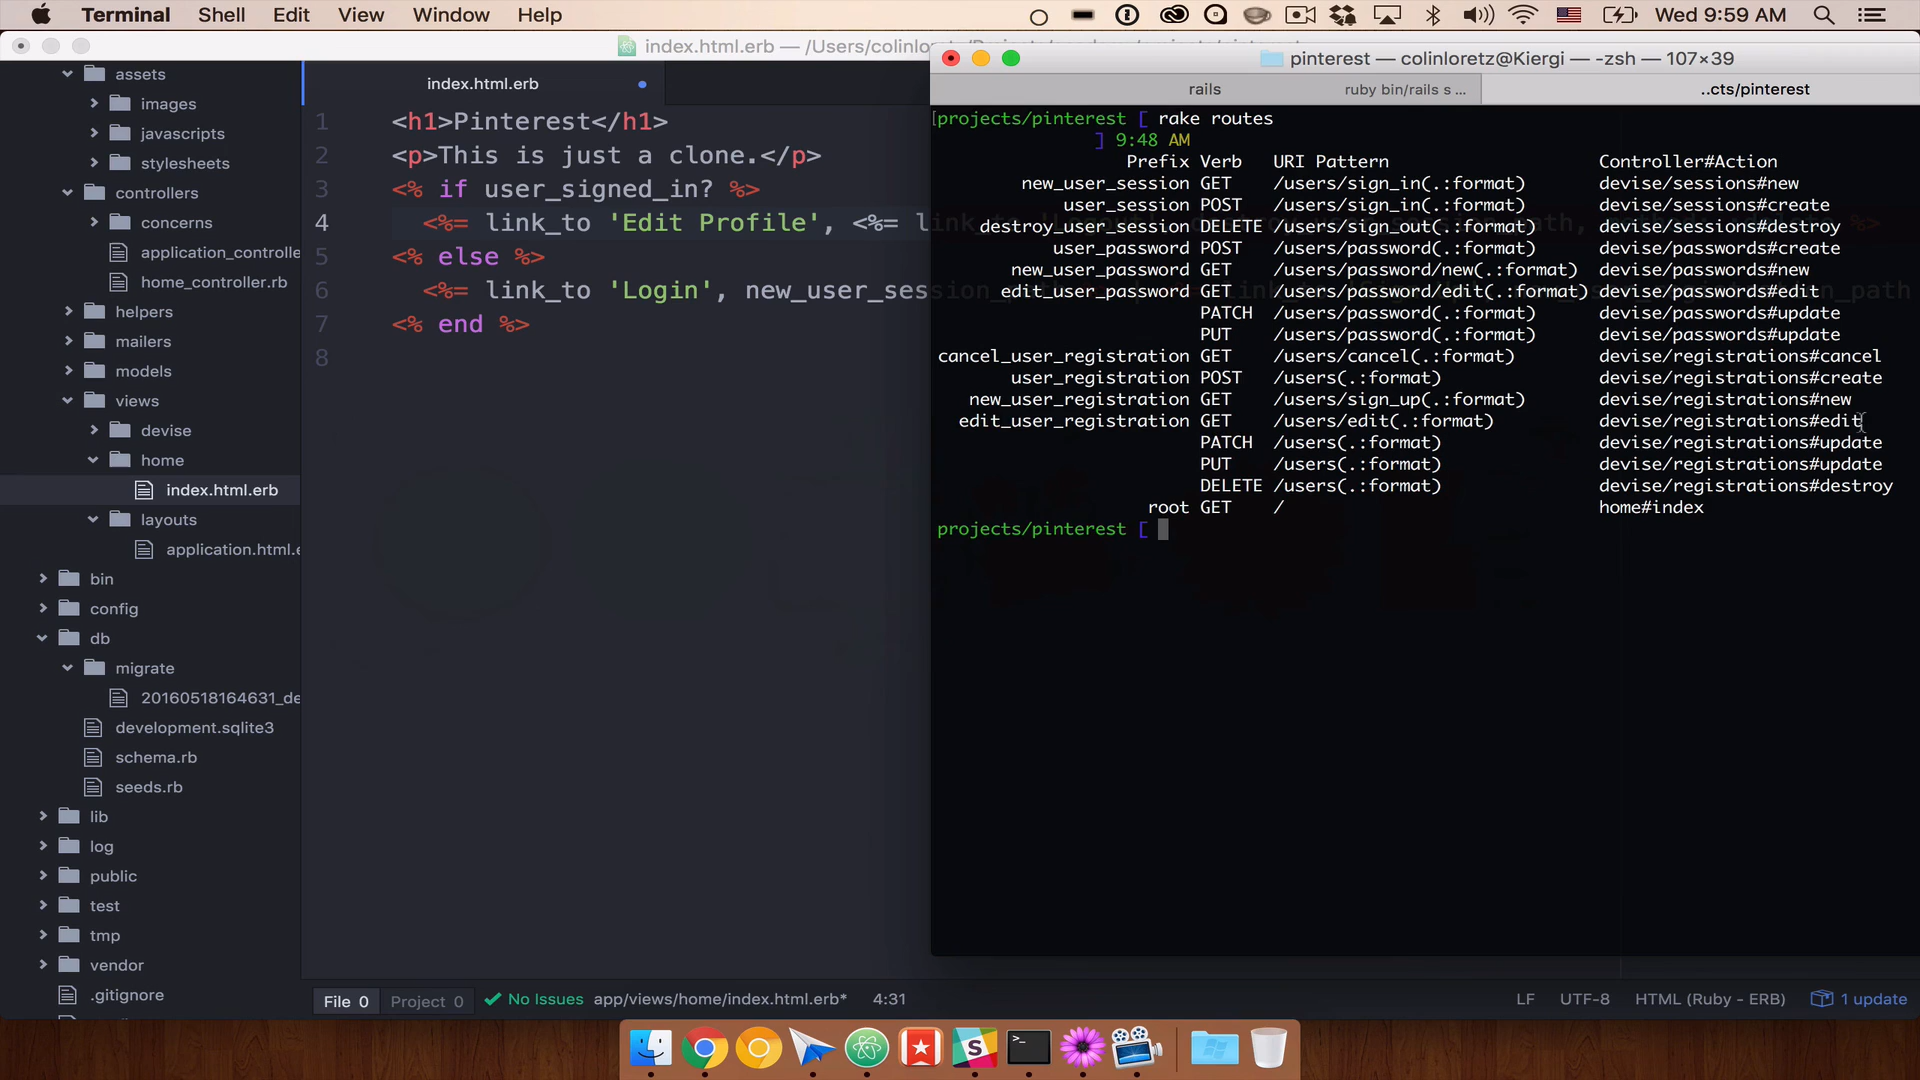 Terminal Shell Edit View Window Help
Wed 9:59 AM
index.html.erb — /Users/colinlo
pinterest — colinloretz@Kiergi — -zsh — 107×39
rails
ruby bin/rails s ...
..cts/pinterest
assets
images
javascripts
stylesheets
controllers
concerns
application_controlle
home_controller.rb
helpers
mailers
models
views
devise
home
index.html.erb
layouts
application.html.e
bin
config
db
migrate
20160518164631_de
development.sqlite3
schema.rb
seeds.rb
lib
log
public
test
tmp
vendor
.gitignore
index.html.erb
1 <h1>Pinterest</h1>
2 <p>This is just a clone.</p>
3 <% if user_signed_in? %>
4 <%= link_to 'Edit Profile', <%= link_to 'Logout', destroy_user_session_path, method: :delete %>
5 <% else %>
6 <%= link_to 'Login', new_user_session_path
7 <% end %>
8
[projects/pinterest [ rake routes
] 9:48 AM
Prefix Verb URI Pattern Controller#Action
new_user_session GET /users/sign_in(.:format) devise/sessions#new
user_session POST /users/sign_in(.:format) devise/sessions#create
destroy_user_session DELETE /users/sign_out(.:format) devise/sessions#destroy
user_password POST /users/password(.:format) devise/passwords#create
new_user_password GET /users/password/new(.:format) devise/passwords#new
edit_user_password GET /users/password/edit(.:format) devise/passwords#edit
PATCH /users/password(.:format) devise/passwords#update
PUT /users/password(.:format) devise/passwords#update
cancel_user_registration GET /users/cancel(.:format) devise/registrations#cancel
user_registration POST /users(.:format) devise/registrations#create
new_user_registration GET /users/sign_up(.:format) devise/registrations#new
edit_user_registration GET /users/edit(.:format) devise/registrations#edit
PATCH /users(.:format) devise/registrations#update
PUT /users(.:format) devise/registrations#update
DELETE /users(.:format) devise/registrations#destroy
root GET / home#index
projects/pinterest [
File 0 Project 0 No Issues app/views/home/index.html.erb* 4:31
LF UTF-8 HTML (Ruby - ERB) 1 update